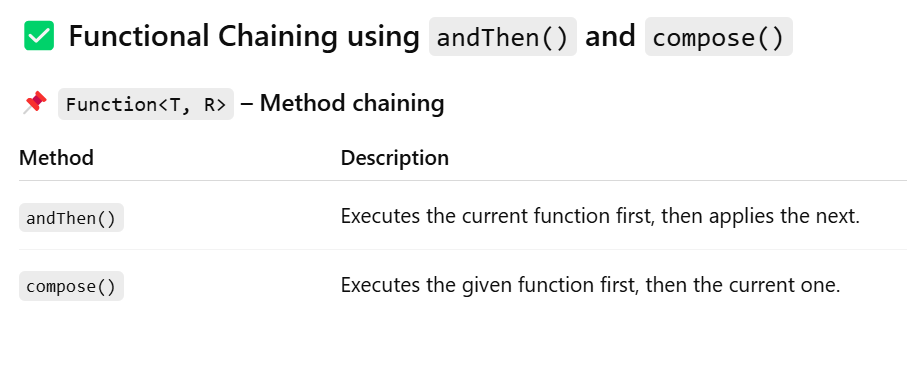 ✅ Functional Chaining using andThen() and compose()
📌 Function<T, R> – Method chaining
Method Description
andThen() Executes the current function first, then applies the next.
compose() Executes the given function first, then the current one.